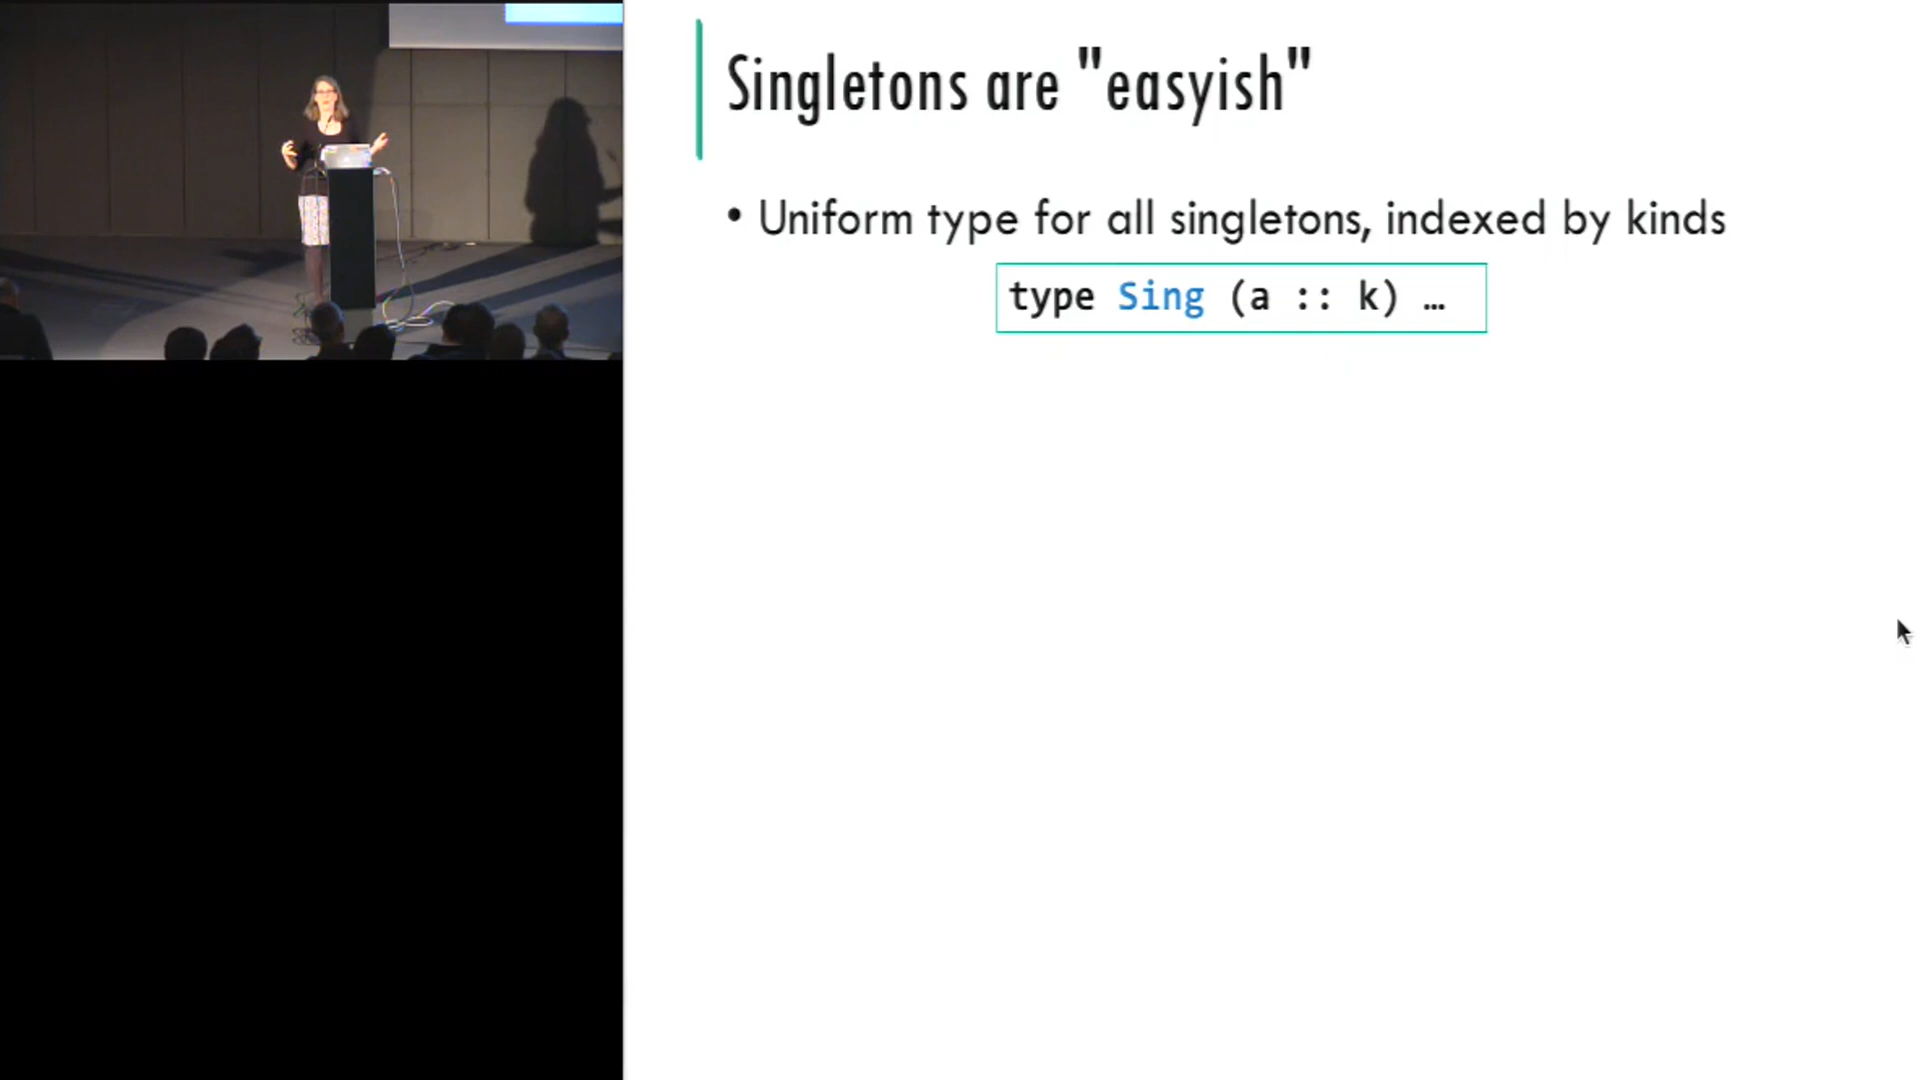 Singletons are "easyish"
• Uniform type for all singletons, indexed by kinds
type Sing (a :: k) …